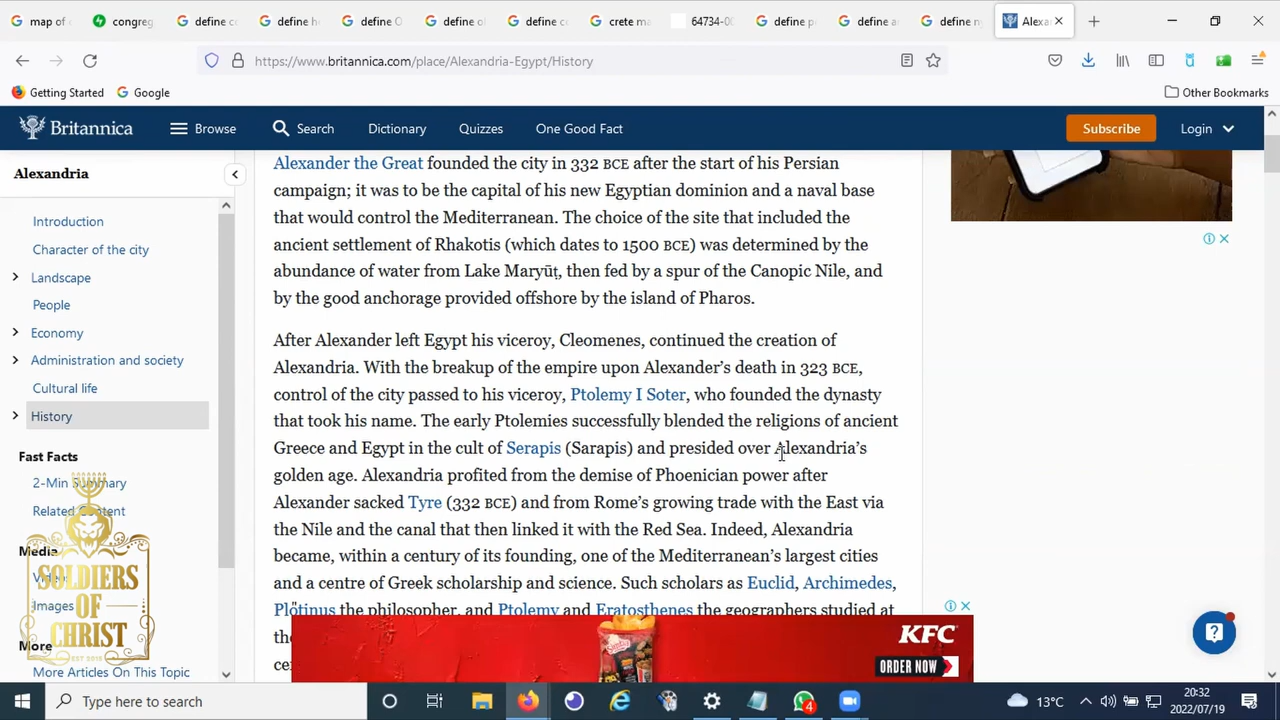 map of
congreg
define c
define h
define O
define o
define c
crete m
64734-0
define p
define a
define n
Alexa
https://www.britannica.com/place/Alexandria-Egypt/History
Getting Started
Google
Other Bookmarks
Britannica
Browse
Search
Dictionary
Quizzes
One Good Fact
Subscribe
Login
Alexandria
Introduction
Character of the city
Landscape
People
Economy
Administration and society
Cultural life
History
Fast Facts
2-Min Summary
Related Content
Media
Images
More
More Articles On This Topic
SOLDIERS
OF
CHRIST
Alexander the Great founded the city in 332 BCE after the start of his Persian
campaign; it was to be the capital of his new Egyptian dominion and a naval base
that would control the Mediterranean. The choice of the site that included the
ancient settlement of Rhakotis (which dates to 1500 BCE) was determined by the
abundance of water from Lake Maryūṭ, then fed by a spur of the Canopic Nile, and
by the good anchorage provided offshore by the island of Pharos.
After Alexander left Egypt his viceroy, Cleomenes, continued the creation of
Alexandria. With the breakup of the empire upon Alexander's death in 323 BCE,
control of the city passed to his viceroy, Ptolemy I Soter, who founded the dynasty
that took his name. The early Ptolemies successfully blended the religions of ancient
Greece and Egypt in the cult of Serapis (Sarapis) and presided over Alexandria's
golden age. Alexandria profited from the demise of Phoenician power after
Alexander sacked Tyre (332 BCE) and from Rome's growing trade with the East via
the Nile and the canal that then linked it with the Red Sea. Indeed, Alexandria
became, within a century of its founding, one of the Mediterranean's largest cities
and a centre of Greek scholarship and science. Such scholars as Euclid, Archimedes,
Plotinus the philosopher, and Ptolemy and Eratosthenes the geographers studied at
KFC
ORDER NOW
Type here to search
4
13°C
20:32
2022/07/19